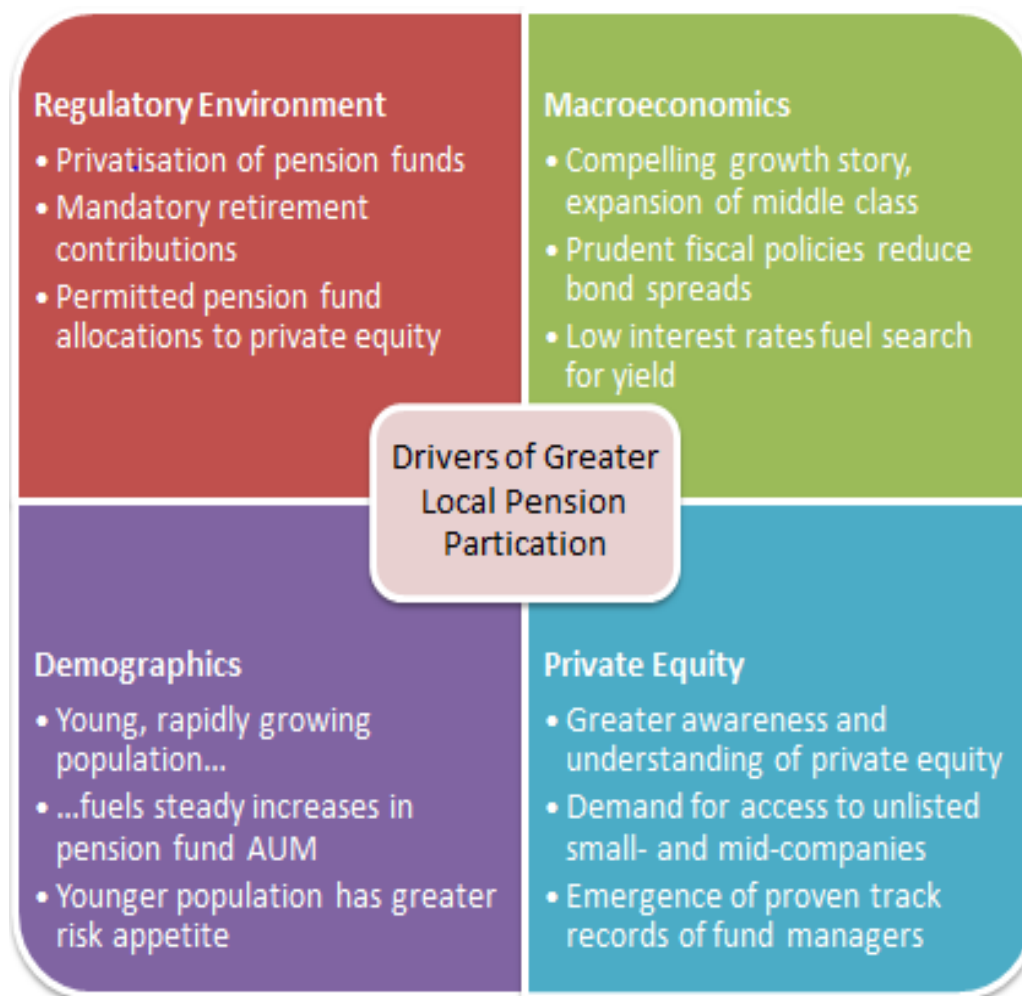 Regulatory Environment
• Privatisation of pension funds
• Mandatory retirement
contributions
• Permitted pension fund
allocations to private equity
Macroeconomics
• Compelling growth story,
expansion of middle class
• Prudent fiscal policies reduce
bond spreads
• Low interest rates fuel search
for yield
Drivers of Greater
Local Pension
Partication
Demographics
• Young, rapidly growing
population...
• ...fuels steady increases in
pension fund AUM
• Younger population has greater
risk appetite
Private Equity
• Greater awareness and
understanding of private equity
• Demand for access to unlisted
small- and mid-companies
• Emergence of proven track
records of fund managers